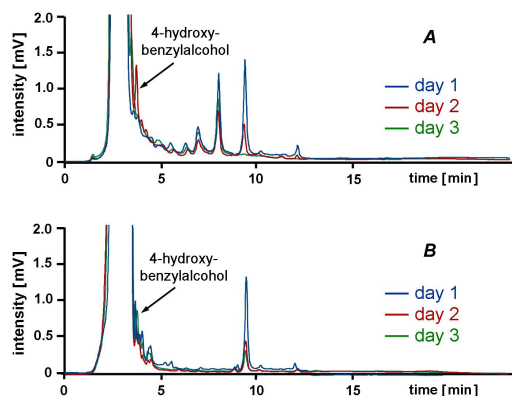 2.0
1.5
1.0
0.5
0
intensity [mV]
4-hydroxy-
benzylalcohol
A
day 1
day 2
day 3
0
5
10
15
time [min]
2.0
1.5
1.0
0.5
0
intensity [mV]
4-hydroxy-
benzylalcohol
B
day 1
day 2
day 3
0
5
10
15
time [min]